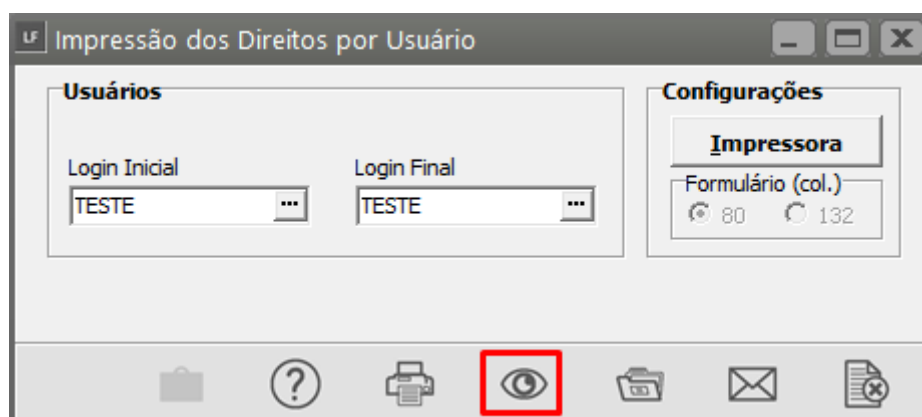 LF Impressão dos Direitos por Usuário
Usuários
Login Inicial
Login Final
TESTE ...
TESTE ...
Configurações
Impressora
Formulário (col.)
80 132
?